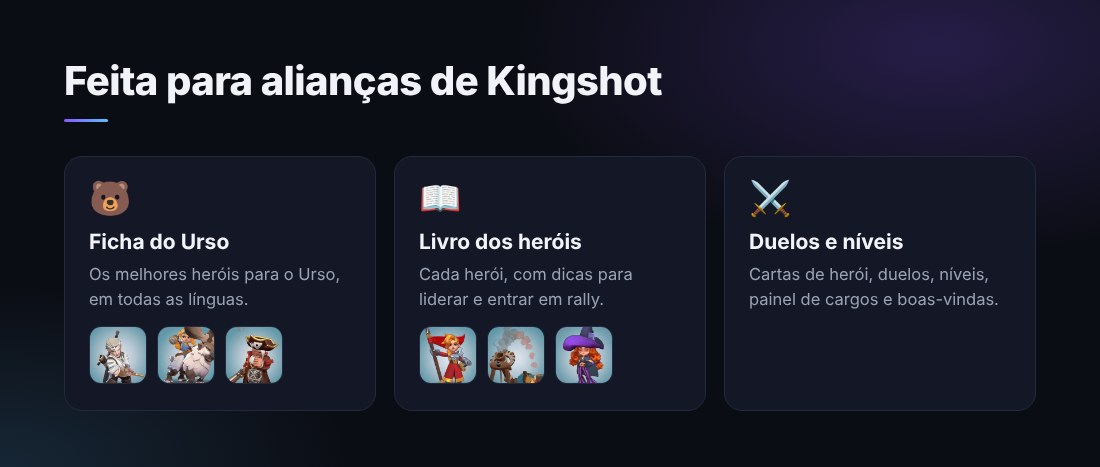 Feita para alianças de Kingshot
Ficha do Urso
Os melhores heróis para o Urso,
em todas as línguas.
Livro dos heróis
Cada herói, com dicas para
liderar e entrar em rally.
Duelos e níveis
Cartas de herói, duelos, níveis,
painel de cargos e boas-vindas.